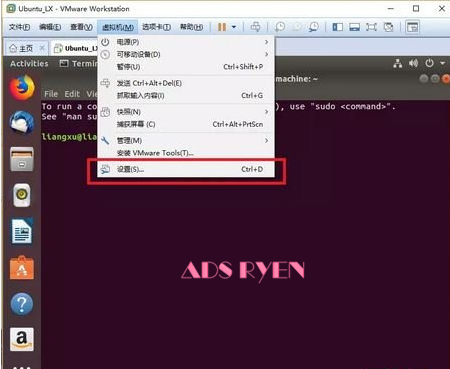 Ubuntu_LX - VMware Workstation
文件(F) 编辑(E) 查看(V) 虚拟机(M) 选项卡(T) 帮助(H)
主页 Ubuntu_LX
Activities Termin
电源(P)
可移动设备(D)
暂停(U) Ctrl+Shift+P
发送 Ctrl+Alt+Del(E)
抓取输入内容(I) Ctrl+G
快照(N)
捕获屏幕 (C) Ctrl+Alt+PrtScn
管理(M)
安装 VMware Tools(T)...
设置(S)... Ctrl+D
machine: ~
File Edit View
To run a co ), use "sudo <command>".
See "man su
liangxu@lian
ADS RYEN